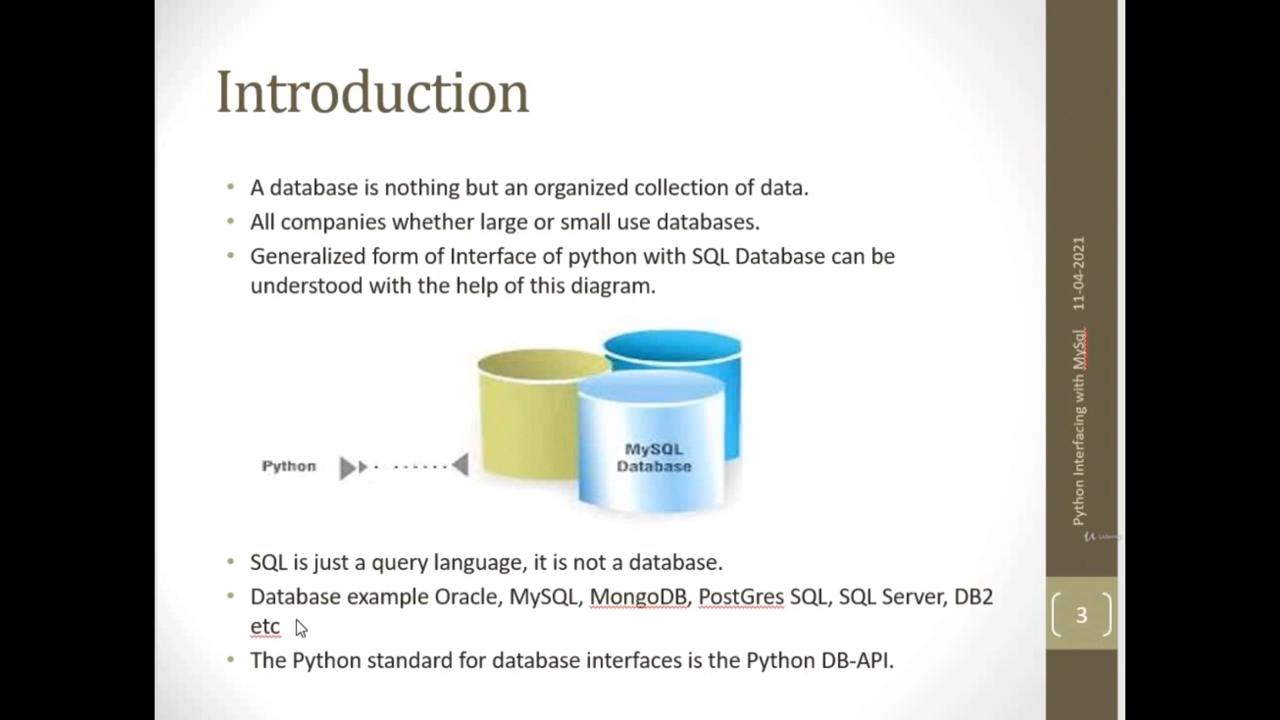 Introduction
• A database is nothing but an organized collection of data.
• All companies whether large or small use databases.
• Generalized form of Interface of python with SQL Database can be
understood with the help of this diagram.
Python
MySQL
Database
• SQL is just a query language, it is not a database.
• Database example Oracle, MySQL, MongoDB, PostGres SQL, SQL Server, DB2
etc
• The Python standard for database interfaces is the Python DB-API.
Python Interfacing with MySql 11-04-2021
Udemy
3